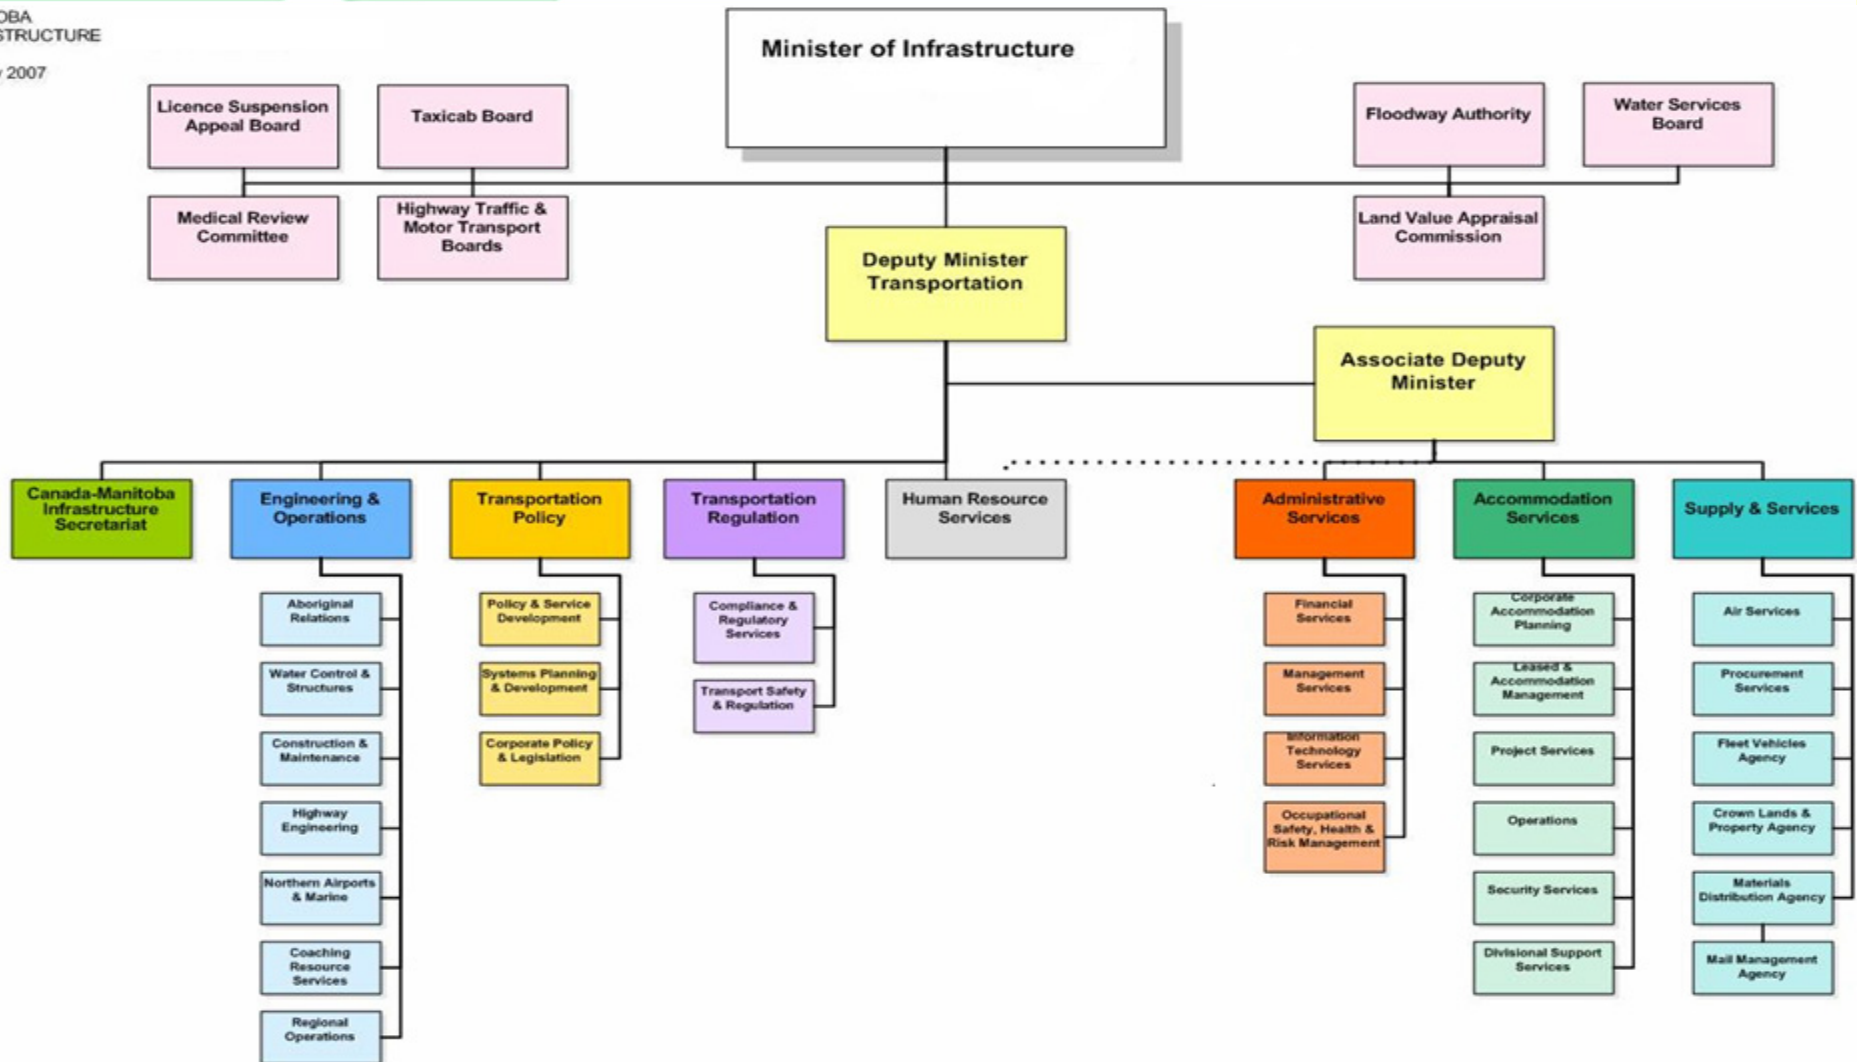 OBA
STRUCTURE
2007
Minister of Infrastructure
Licence Suspension
Appeal Board
Taxicab Board
Floodway Authority
Water Services
Board
Medical Review
Committee
Highway Traffic &
Motor Transport
Boards
Land Value Appraisal
Commission
Deputy Minister
Transportation
Associate Deputy
Minister
Canada-Manitoba
Infrastructure
Secretariat
Engineering &
Operations
Transportation
Policy
Transportation
Regulation
Human Resource
Services
Administrative
Services
Accommodation
Services
Supply & Services
Aboriginal
Relations
Water Control &
Structures
Construction &
Maintenance
Highway
Engineering
Northern Airports
& Marine
Coaching
Resource
Services
Regional
Operations
Policy & Service
Development
Systems Planning
& Development
Corporate Policy
& Legislation
Compliance &
Regulatory
Services
Transport Safety
& Regulation
Financial
Services
Management
Services
Information
Technology
Services
Occupational
Safety, Health &
Risk Management
Corporate
Accommodation
Planning
Leased &
Accommodation
Management
Project Services
Operations
Security Services
Divisional Support
Services
Air Services
Procurement
Services
Fleet Vehicles
Agency
Crown Lands &
Property Agency
Materials
Distribution Agency
Mail Management
Agency